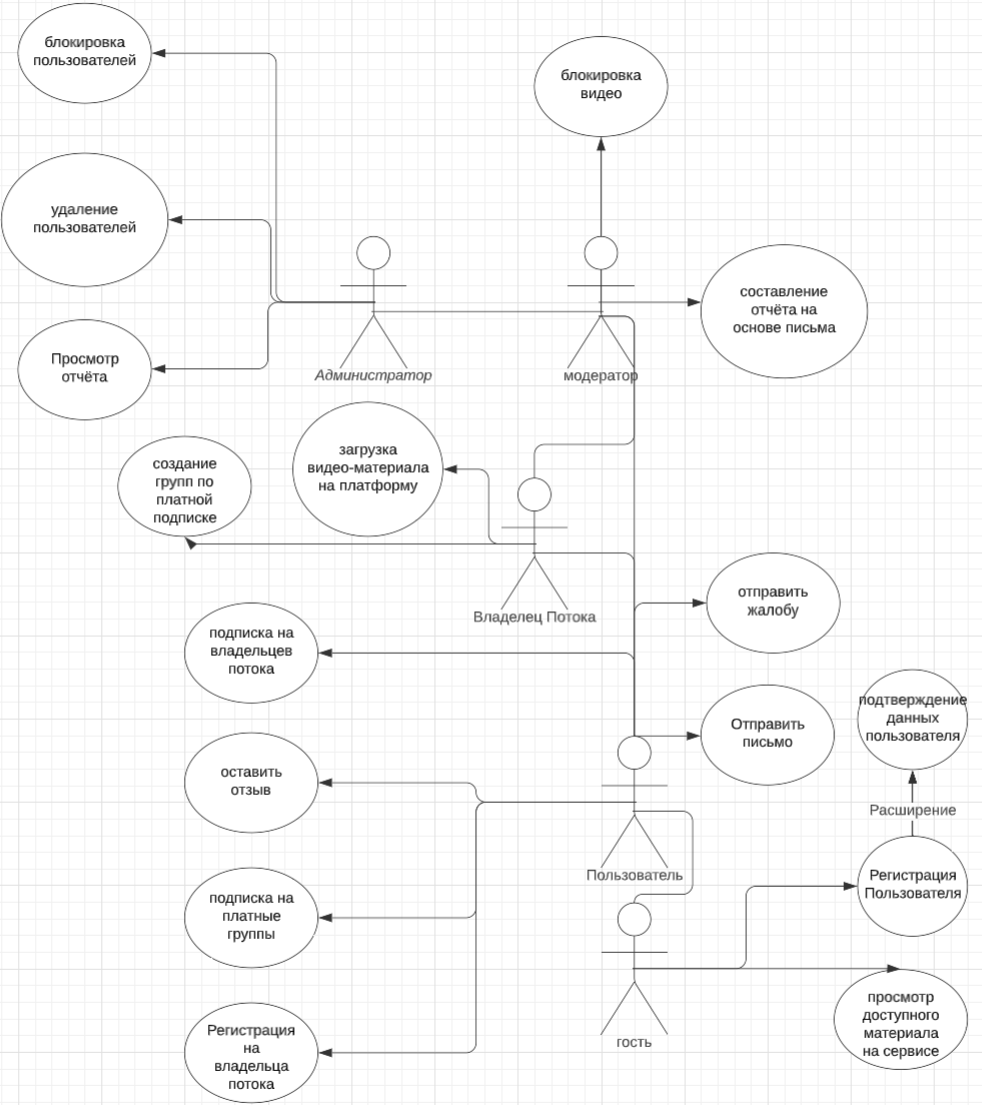 блокировка
пользователей
блокировка
видео
удаление
пользователей
составление
отчёта на
основе письма
Просмотр
отчёта
Администратор
модератор
создание
групп по
платной
подписке
загрузка
видео-материала
на платформу
Владелец Потока
отправить
жалобу
подписка на
владельцев
потока
подтверждение
данных
пользователя
Отправить
письмо
оставить
отзыв
Расширение
Пользователь
Регистрация
Пользователя
подписка на
платные
группы
просмотр
доступного
материала
на сервисе
гость
Регистрация
на
владельца
потока